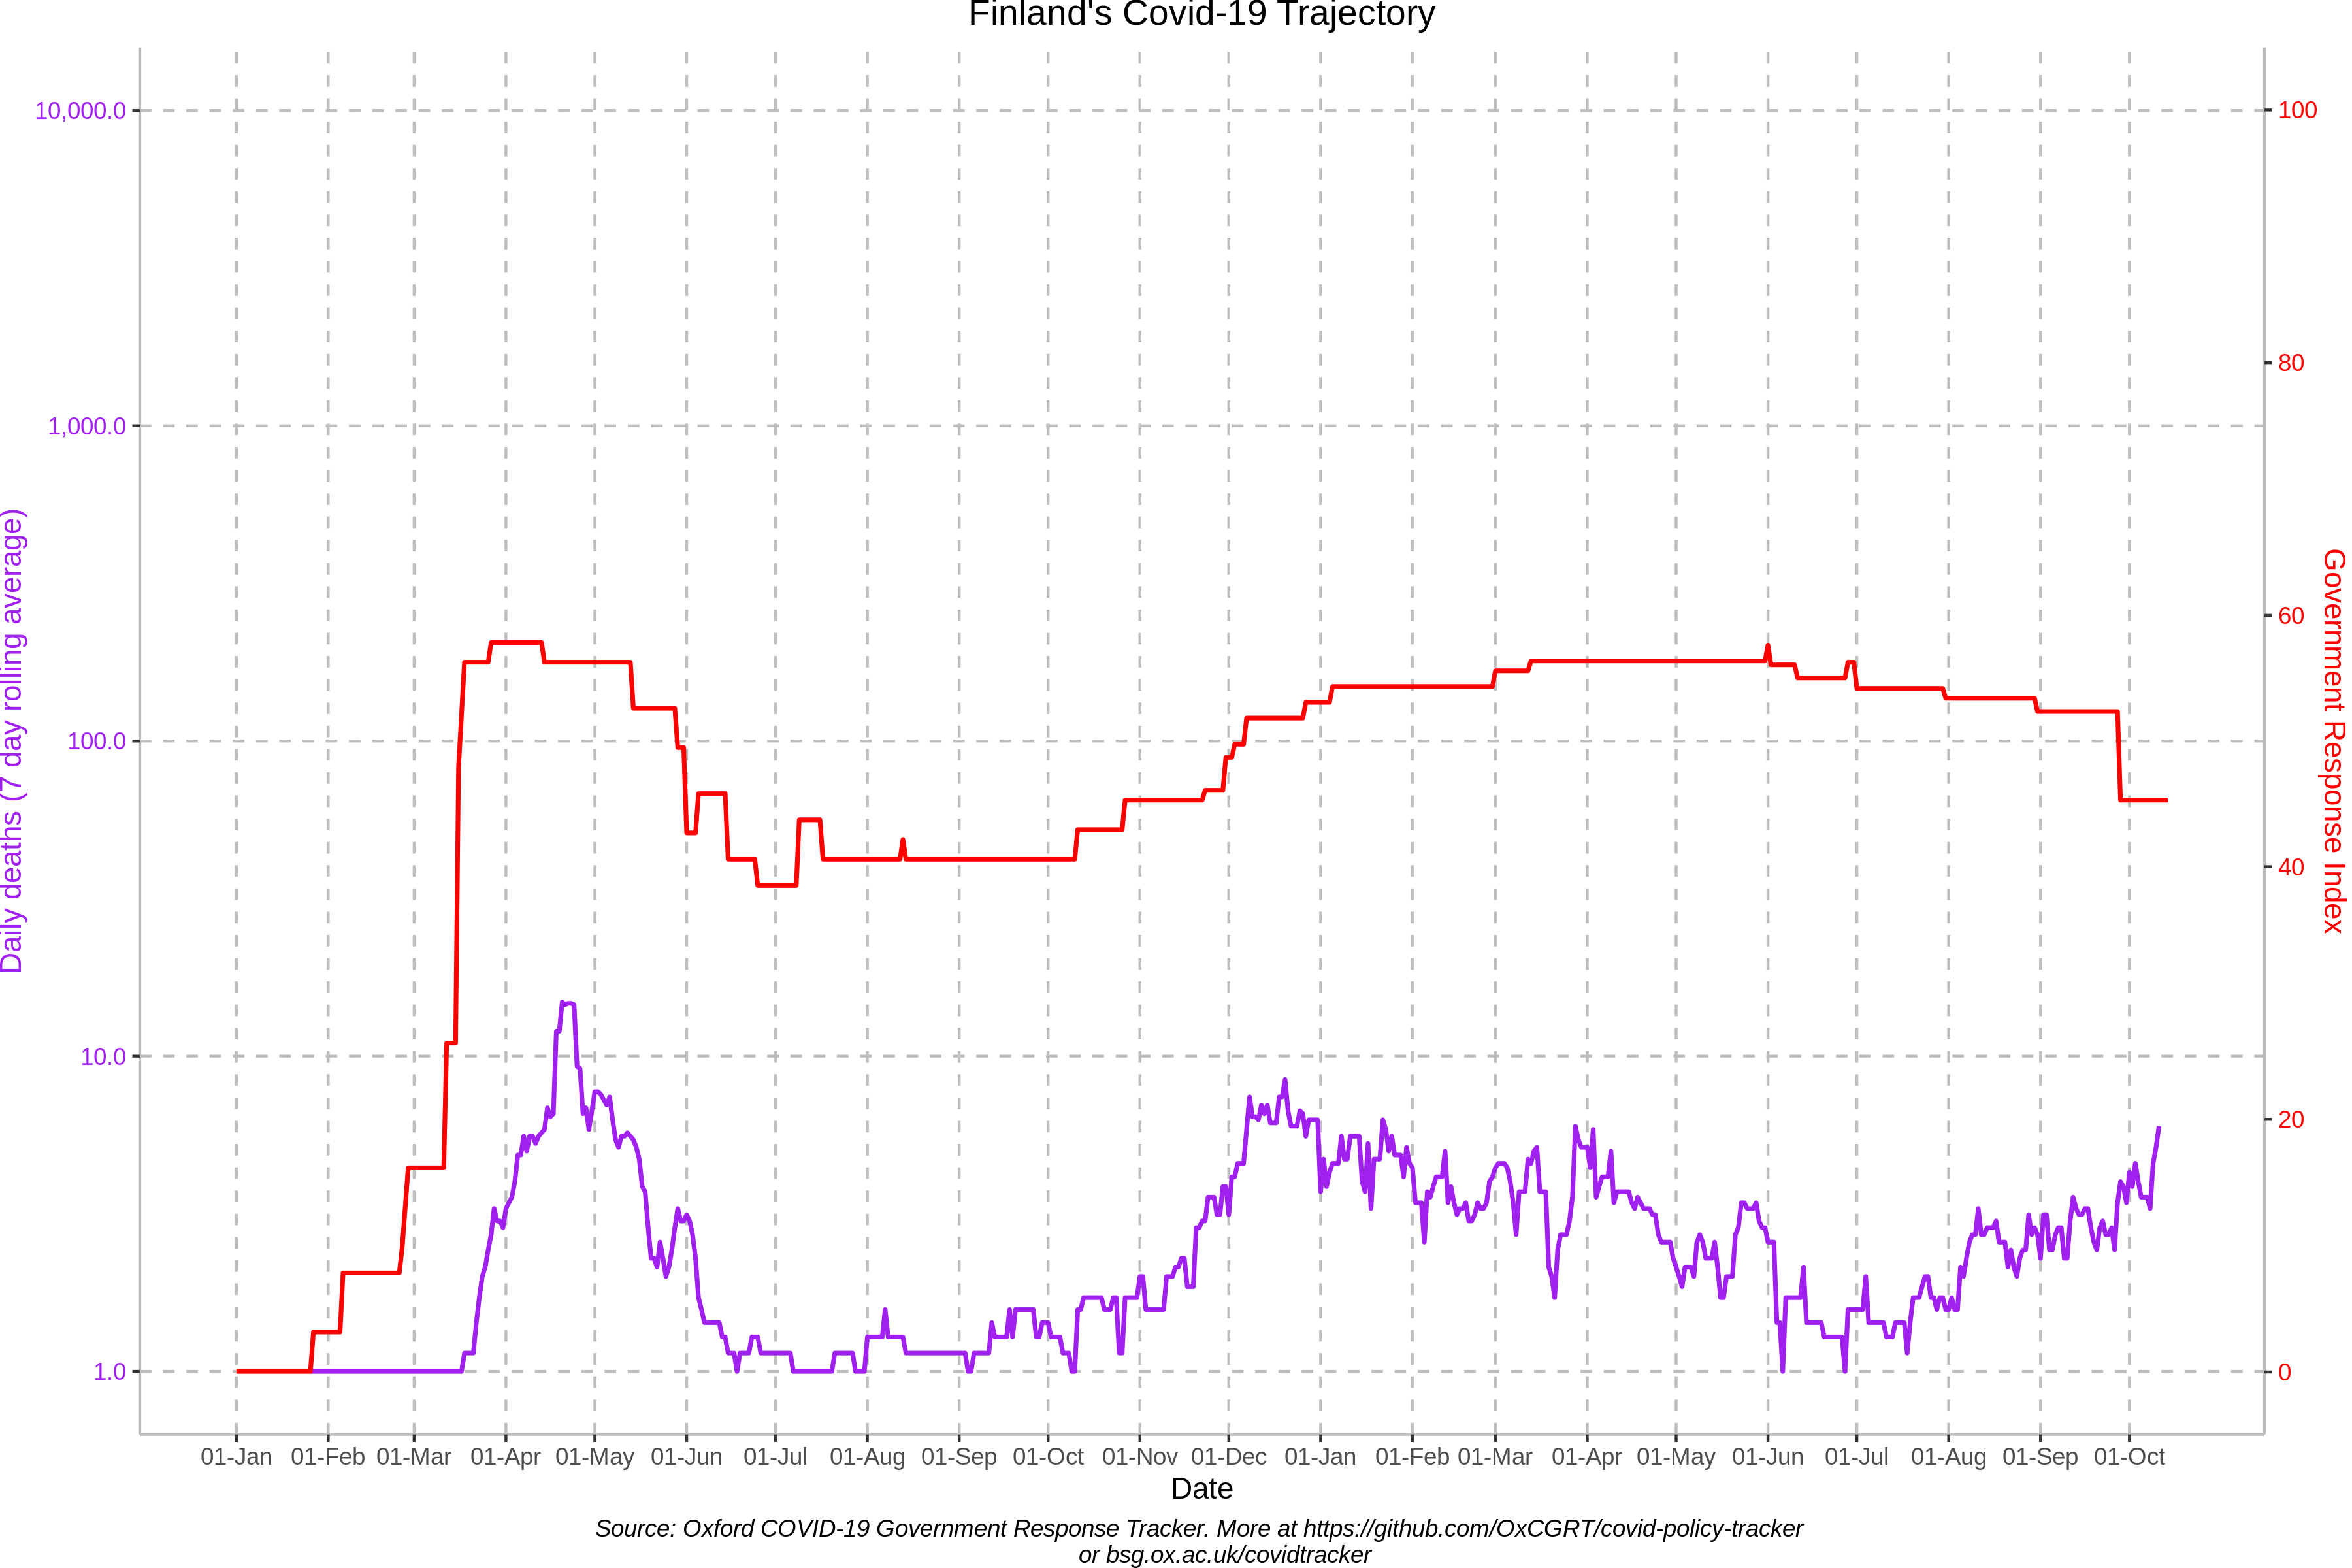 Finland's Covid-19 Trajectory
10,000.0
1,000.0
100.0
10.0
1.0
Daily deaths (7 day rolling average)
100
80
60
40
20
0
Government Response Index
01-Jan 01-Feb 01-Mar 01-Apr 01-May 01-Jun 01-Jul 01-Aug 01-Sep 01-Oct 01-Nov 01-Dec 01-Jan 01-Feb 01-Mar 01-Apr 01-May 01-Jun 01-Jul 01-Aug 01-Sep 01-Oct
Date
Source: Oxford COVID-19 Government Response Tracker. More at https://github.com/OxCGRT/covid-policy-tracker
or bsg.ox.ac.uk/covidtracker